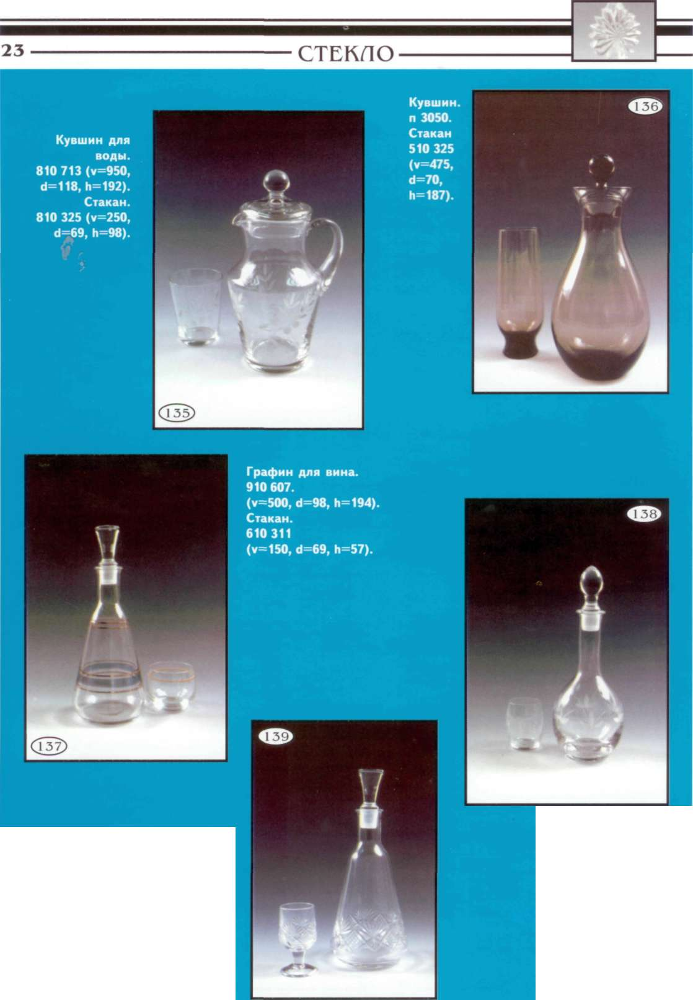 23
СТЕКЛО
Кувшин для
воды.
810 713 (v=950,
d=118, h=192).
Стакан.
810 325 (v=250,
d=69, h=98).
135
Кувшин.
п 3050.
Стакан
510 325
(v=475,
d=70,
h=187).
136
Графин для вина.
910 607.
(v=500, d=98, h=194).
Стакан.
610 311
(v=150, d=69, h=57).
137
138
139